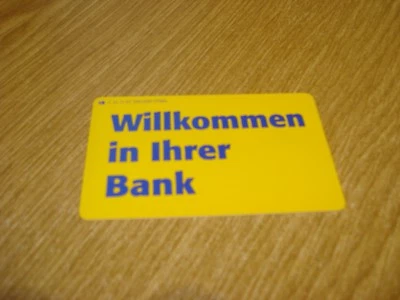 Willkommen
in Ihrer
Bank